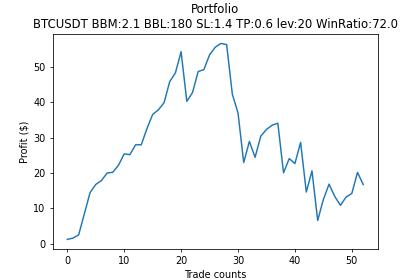 Portfolio
BTCUSDT BBM:2.1 BBL:180 SL:1.4 TP:0.6 lev:20 WinRatio:72.0
50
40
30
20
10
0
Profit ($)
0 10 20 30 40 50
Trade counts